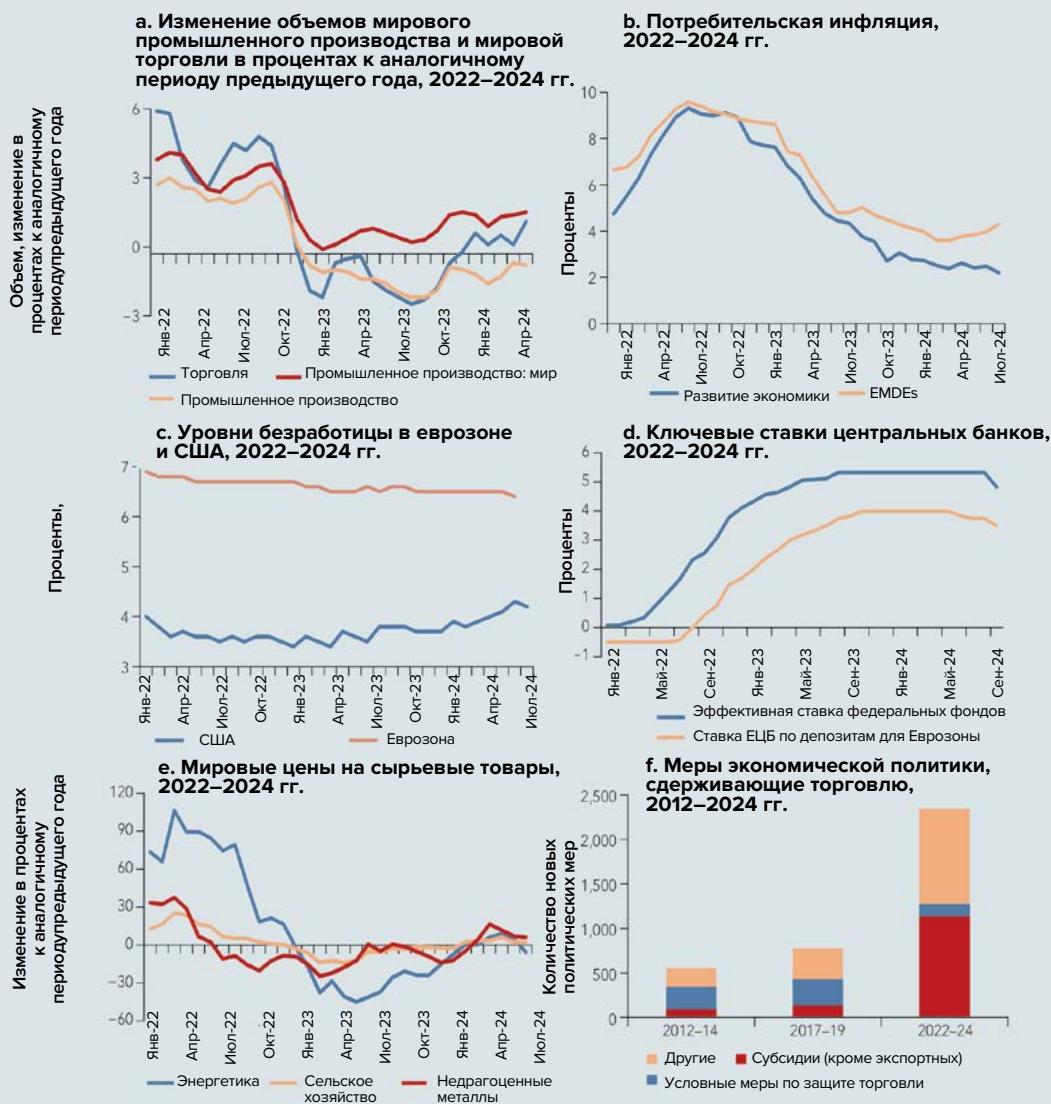 a. Изменение объемов мирового
промышленного производства и мировой
торговли в процентах к аналогичному
периоду предыдущего года, 2022–2024 гг.
Объем, изменение в
процентах к аналогичному
периодупредыдущего года
6
3
0
−3
Янв-22
Апр-22
Июл-22
Окт-22
Янв-23
Апр-23
Июл-23
Окт-23
Янв-24
Апр-24
Торговля
Промышленное производство: мир
Промышленное производство
b. Потребительская инфляция,
2022–2024 гг.
Проценты
10
8
6
4
2
0
Янв-22
Апр-22
Июл-22
Окт-22
Янв-23
Апр-23
Июл-23
Окт-23
Янв-24
Апр-24
Июл-24
Развитие экономики
EMDEs
c. Уровни безработицы в еврозоне
и США, 2022–2024 гг.
Проценты,
7
6
5
4
3
Янв-22
Апр-22
Июл-22
Окт-22
Янв-23
Апр-23
Июл-23
Окт-23
Янв-24
Апр-24
Июл-24
США
Еврозона
d. Ключевые ставки центральных банков,
2022–2024 гг.
Проценты
6
5
4
3
2
1
0
−1
Янв-22
Май-22
Сен-22
Янв-23
Май-23
Сен-23
Янв-24
Май-24
Сен-24
Эффективная ставка федеральных фондов
Ставка ЕЦБ по депозитам для Еврозоны
e. Мировые цены на сырьевые товары,
2022–2024 гг.
Изменение в процентах
к аналогичному
периодупредыдущего года
120
90
60
30
0
−30
−60
Янв-22
Апр-22
Июл-22
Окт-22
Янв-23
Апр-23
Июл-23
Окт-23
Янв-24
Апр-24
Июл-24
Энергетика
Сельское
хозяйство
Недрагоценные
металлы
f. Меры экономической политики,
сдерживающие торговлю,
2012–2024 гг.
Количество новых
политических мер
2,500
2,000
1,500
1,000
500
0
2012–14
2017–19
2022–24
Другие
Субсидии (кроме экспортных)
Условные меры по защите торговли